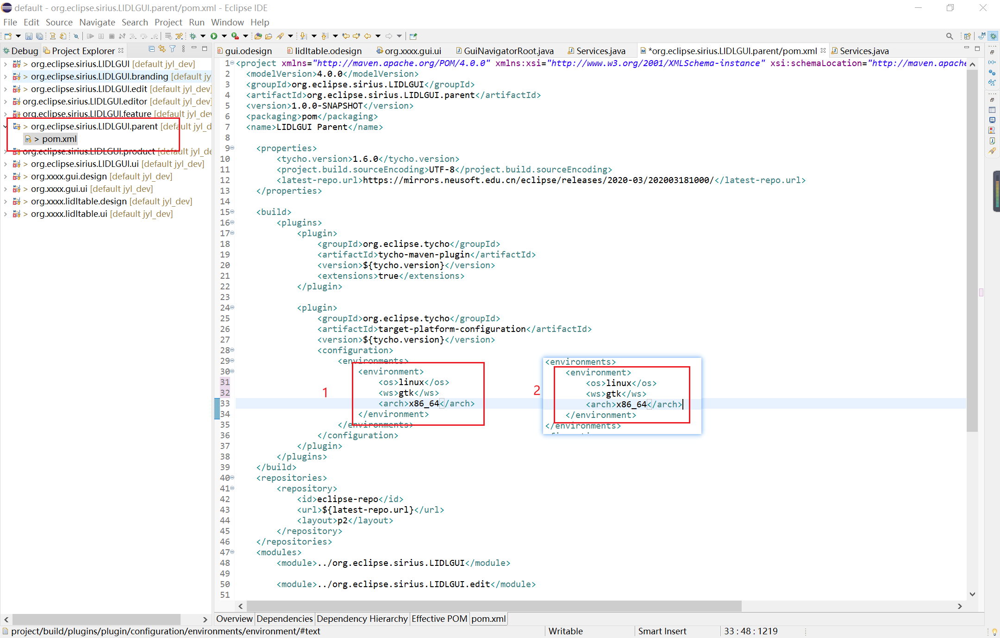 default - org.eclipse.sirius.LIDLGUI.parent/pom.xml - Eclipse IDE
File Edit Source Navigate Search Project Run Window Help
Debug Project Explorer
> org.eclipse.sirius.LIDLGUI [default jyl_dev]
> org.eclipse.sirius.LIDLGUI.branding [default jy
> org.eclipse.sirius.LIDLGUI.edit [default jyl_dev]
org.eclipse.sirius.LIDLGUI.editor [default jyl_dev]
org.eclipse.sirius.LIDLGUI.feature [default jyl_dev
> org.eclipse.sirius.LIDLGUI.parent [default jyl_d
> pom.xml
org.eclipse.sirius.LIDLGUI.product [default jyl_de
> org.eclipse.sirius.LIDLGUI.ui [default jyl_dev]
> org.xxxx.gui.design [default jyl_dev]
> org.xxxx.gui.ui [default jyl_dev]
> org.xxxx.lidltable.design [default jyl_dev]
> org.xxxx.lidltable.ui [default jyl_dev]
gui.odesign lidltable.odesign org.xxxx.gui.ui GuiNavigatorRoot.java Services.java *org.eclipse.sirius.LIDLGUI.parent/pom.xml Services.java
1 <project xmlns="http://maven.apache.org/POM/4.0.0" xmlns:xsi="http://www.w3.org/2001/XMLSchema-instance" xsi:schemaLocation="http://maven.apache
2 <modelVersion>4.0.0</modelVersion>
3 <groupId>org.eclipse.sirius.LIDLGUI</groupId>
4 <artifactId>org.eclipse.sirius.LIDLGUI.parent</artifactId>
5 <version>1.0.0-SNAPSHOT</version>
6 <packaging>pom</packaging>
7 <name>LIDLGUI Parent</name>
8
9 <properties>
10 <tycho.version>1.6.0</tycho.version>
11 <project.build.sourceEncoding>UTF-8</project.build.sourceEncoding>
12 <latest-repo.url>https://mirrors.neusoft.edu.cn/eclipse/releases/2020-03/202003181000/</latest-repo.url>
13 </properties>
14
15 <build>
16 <plugins>
17 <plugin>
18 <groupId>org.eclipse.tycho</groupId>
19 <artifactId>tycho-maven-plugin</artifactId>
20 <version>${tycho.version}</version>
21 <extensions>true</extensions>
22 </plugin>
23
24 <plugin>
25 <groupId>org.eclipse.tycho</groupId>
26 <artifactId>target-platform-configuration</artifactId>
27 <version>${tycho.version}</version>
28 <configuration>
29 <environments>
30 <environment>
31 <os>linux</os>
32 <ws>gtk</ws>
33 <arch>x86_64</arch>
34 </environment>
35 </environments>
36 </configuration>
37 </plugin>
38 </plugins>
39 </build>
40 <repositories>
41 <repository>
42 <id>eclipse-repo</id>
43 <url>${latest-repo.url}</url>
44 <layout>p2</layout>
45 </repository>
46 </repositories>
47 <modules>
48 <module>../org.eclipse.sirius.LIDLGUI</module>
49
50 <module>../org.eclipse.sirius.LIDLGUI.edit</module>
51
1
2
<environments>
<environment>
<os>linux</os>
<ws>gtk</ws>
<arch>x86_64</arch>
</environment>
</environments>
Overview Dependencies Dependency Hierarchy Effective POM pom.xml
project/build/plugins/plugin/configuration/environments/environment/#text Writable Smart Insert 33 : 48 : 1219